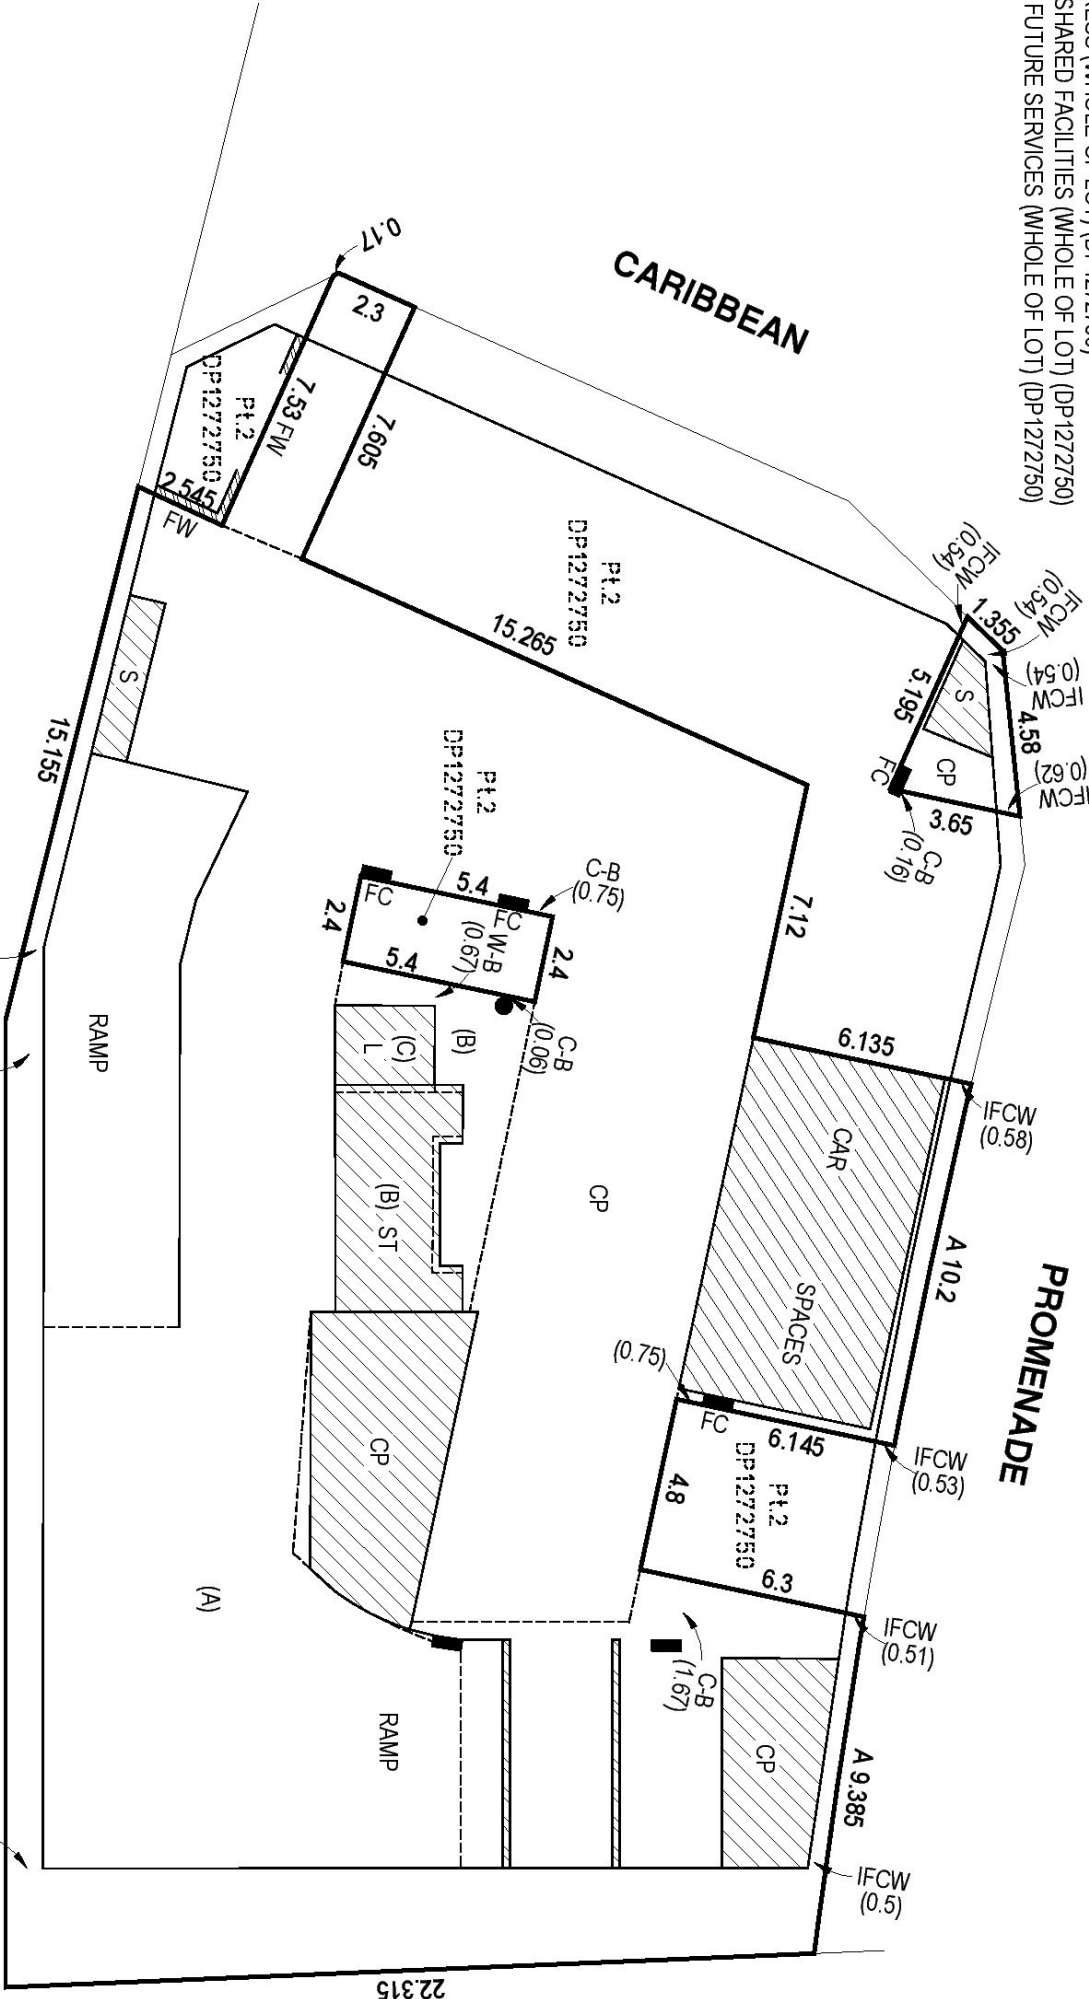 SHARED FACILITIES (WHOLE OF LOT) (DP1272750)
FUTURE SERVICES (WHOLE OF LOT) (DP1272750)
CARIBBEAN
PROMENADE
0.17
2.3
7.53 FW
7.605
Pt.2
DP1272750
2.545
FW
Pt.2
DP1272750
15.265
IFCW
(0.54)
1.355
IFCW
(0.54)
IFCW
(0.54)
4.58
IFCW
(0.62)
5.195
S
CP
FC
3.65
C-B
(0.16)
S
15.155
Pt.2
DP1272750
7.12
FC
5.4
FC
C-B
(0.75)
2.4
5.4
W-B
(0.67)
2.4
C-B
(0.06)
(B)
(C)
L
(B) ST
CP
RAMP
6.135
IFCW
(0.58)
CAR
SPACES
A 10.2
(0.75)
FC
6.145
IFCW
(0.53)
4.8
Pt.2
DP1272750
6.3
IFCW
(0.51)
C-B
(1.67)
CP
(A)
RAMP
CP
A 9.385
IFCW
(0.5)
22.315